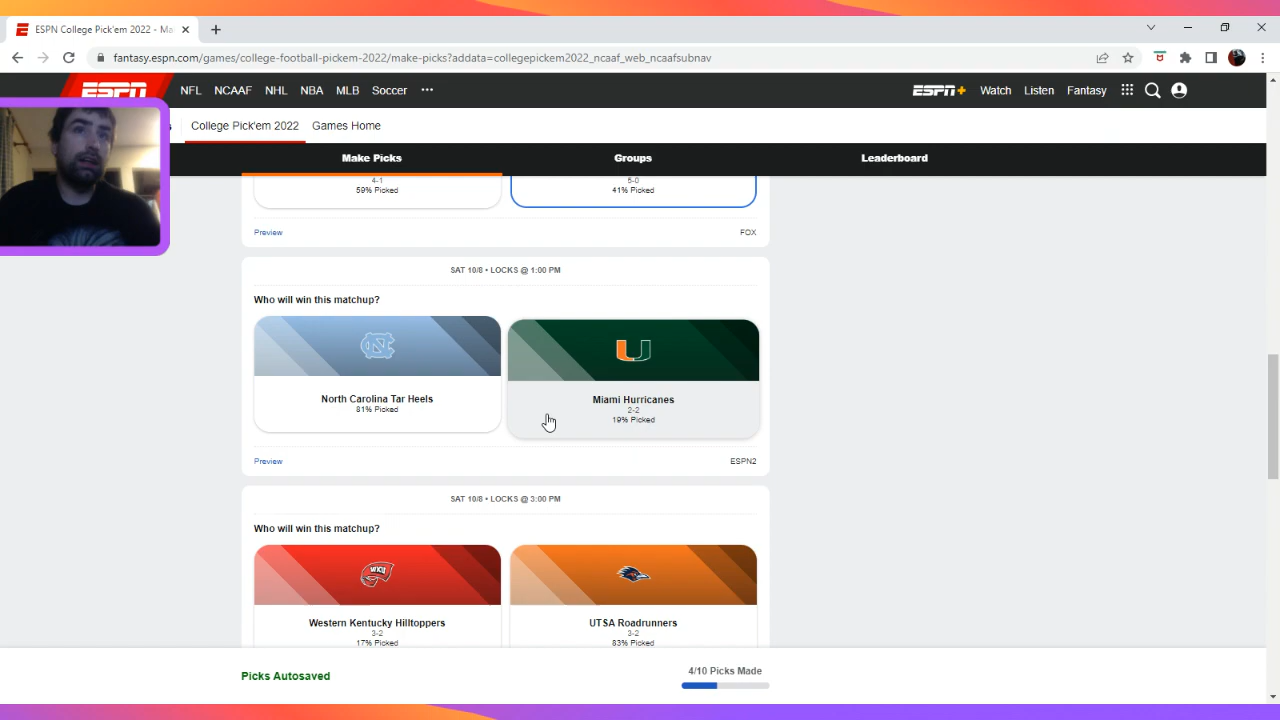 ESPN College Pick'em 2022 - Ma
fantasy.espn.com/games/college-football-pickem-2022/make-picks?ddata=collegepickem2022_ncaaf_web_ncaafsubnav
ESPN NFL NCAAF NHL NBA MLB Soccer ••• ESPN+ Watch Listen Fantasy
s College Pick'em 2022 Games Home
Make Picks Groups Leaderboard
4-1 5-0
59% Picked 41% Picked
Preview FOX
SAT 10/8 • LOCKS @ 1:00 PM
Who will win this matchup?
NC U
North Carolina Tar Heels Miami Hurricanes
81% Picked 2-2
19% Picked
Preview ESPN2
SAT 10/8 • LOCKS @ 3:00 PM
Who will win this matchup?
WKU
Western Kentucky Hilltoppers UTSA Roadrunners
3-2 3-2
17% Picked 83% Picked
Picks Autosaved 4/10 Picks Made